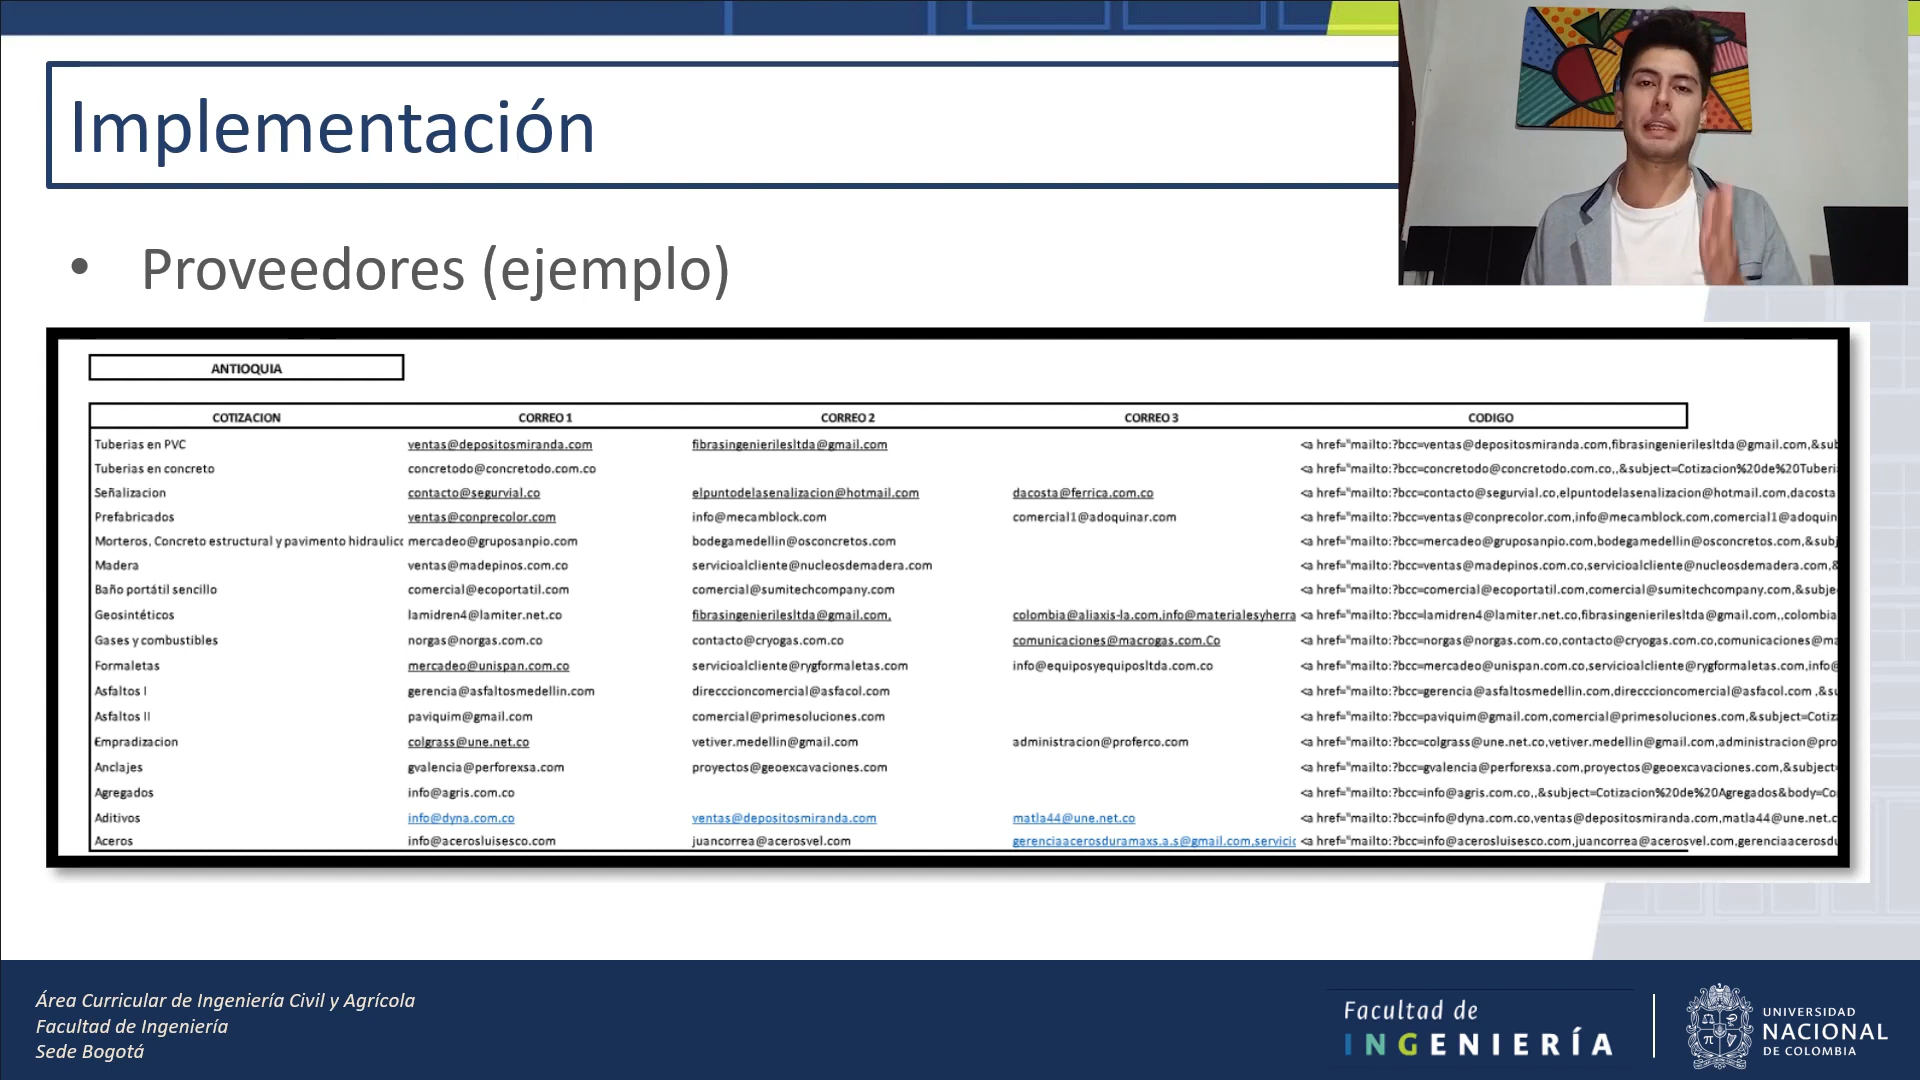 Implementación
• Proveedores (ejemplo)
ANTIOQUIA
COTIZACION CORREO 1 CORREO 2 CORREO 3 CODIGO
Tuberias en PVC ventas@depositosmiranda.com fibrasingenierilesltda@gmail.com <a href="mailto:?bcc=ventas@depositosmiranda.com,fibrasingenierilesltda@gmail.com,&sub
Tuberias en concreto concretodo@concretodo.com.co <a href="mailto:?bcc=concretodo@concretodo.com.co,,&subject=Cotizacion%20de%20Tuberi
Señalizacion contacto@segurvial.co elpuntodelasenalizacion@hotmail.com dacosta@ferrica.com.co <a href="mailto:?bcc=contacto@segurvial.co,elpuntodelasenalizacion@hotmail.com,dacosta
Prefabricados ventas@conprecolor.com info@mecamblock.com comercial1@adoquinar.com <a href="mailto:?bcc=ventas@conprecolor.com,info@mecamblock.com,comercial1@adoquin
Morteros, Concreto estructural y pavimento hidraulicc mercadeo@gruposanpio.com bodegamedellin@osconcretos.com <a href="mailto:?bcc=mercadeo@gruposanpio.com,bodegamedellin@osconcretos.com,&subj
Madera ventas@madepinos.com.co servicioalcliente@nucleosdemadera.com <a href="mailto:?bcc=ventas@madepinos.com.co,servicioalcliente@nucleosdemadera.com,&
Baño portátil sencillo comercial@ecoportatil.com comercial@sumitechcompany.com <a href="mailto:?bcc=comercial@ecoportatil.com,comercial@sumitechcompany.com,&subje
Geosintéticos lamidren4@lamiter.net.co fibrasingenierilesltda@gmail.com, colombia@aliaxis-la.com,info@materialesyherra <a href="mailto:?bcc=lamidren4@lamiter.net.co,fibrasingenierilesltda@gmail.com,,colombia
Gases y combustibles norgas@norgas.com.co contacto@cryogas.com.co comunicaciones@macrogas.com.Co <a href="mailto:?bcc=norgas@norgas.com.co,contacto@cryogas.com.co,comunicaciones@ma
Formaletas mercadeo@unispan.com.co servicioalcliente@rygformaletas.com info@equiposyequiposltda.com.co <a href="mailto:?bcc=mercadeo@unispan.com.co,servicioalcliente@rygformaletas.com,info@
Asfaltos I gerencia@asfaltosmedellin.com direcccioncomercial@asfacol.com <a href="mailto:?bcc=gerencia@asfaltosmedellin.com,direcccioncomercial@asfacol.com ,&su
Asfaltos II paviquim@gmail.com comercial@primesoluciones.com <a href="mailto:?bcc=paviquim@gmail.com,comercial@primesoluciones.com,&subject=Cotiz
Empradizacion colgrass@une.net.co vetiver.medellin@gmail.com administracion@proferco.com <a href="mailto:?bcc=colgrass@une.net.co,vetiver.medellin@gmail.com,administracion@pro
Anclajes gvalencia@perforexsa.com proyectos@geoexcavaciones.com <a href="mailto:?bcc=gvalencia@perforexsa.com,proyectos@geoexcavaciones.com,&subject
Agregados info@agris.com.co <a href="mailto:?bcc=info@agris.com.co,,&subject=Cotizacion%20de%20Agregados&body=Co
Aditivos info@dyna.com.co ventas@depositosmiranda.com matla44@une.net.co <a href="mailto:?bcc=info@dyna.com.co,ventas@depositosmiranda.com,matla44@une.net.c
Aceros info@acerosluisesco.com juancorrea@acerosvel.com gerenciaacerosduramaxs.a.s@gmail.com,servicic <a href="mailto:?bcc=info@acerosluisesco.com,juancorrea@acerosvel.com,gerenciaacerosdu
Área Curricular de Ingeniería Civil y Agrícola
Facultad de Ingeniería
Sede Bogotá
Facultad de
INGENIERÍA
UNIVERSIDAD
NACIONAL
DE COLOMBIA